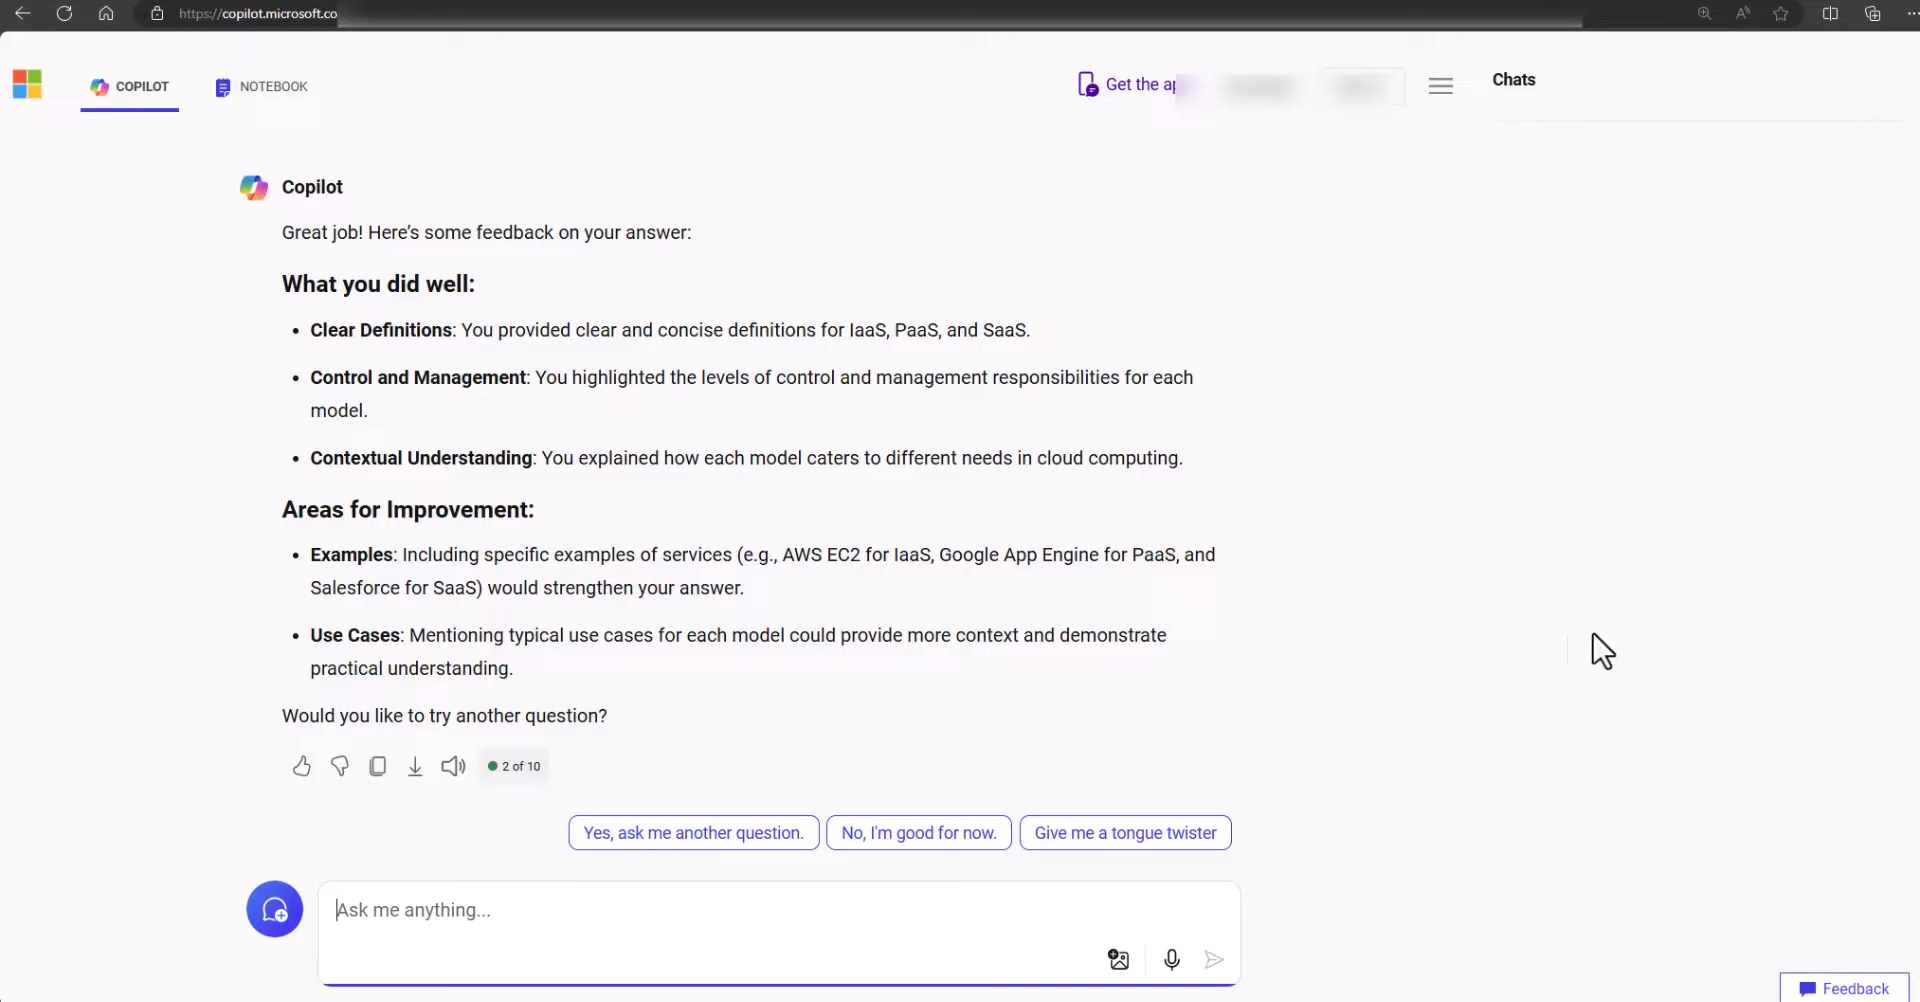 https://copilot.microsoft.co
COPILOT
NOTEBOOK
Get the ap
Chats
Copilot
Great job! Here's some feedback on your answer:
What you did well:
• Clear Definitions: You provided clear and concise definitions for IaaS, PaaS, and SaaS.
• Control and Management: You highlighted the levels of control and management responsibilities for each
model.
• Contextual Understanding: You explained how each model caters to different needs in cloud computing.
Areas for Improvement:
• Examples: Including specific examples of services (e.g., AWS EC2 for IaaS, Google App Engine for PaaS, and
Salesforce for SaaS) would strengthen your answer.
• Use Cases: Mentioning typical use cases for each model could provide more context and demonstrate
practical understanding.
Would you like to try another question?
2 of 10
Yes, ask me another question.
No, I'm good for now.
Give me a tongue twister
Ask me anything...
Feedback